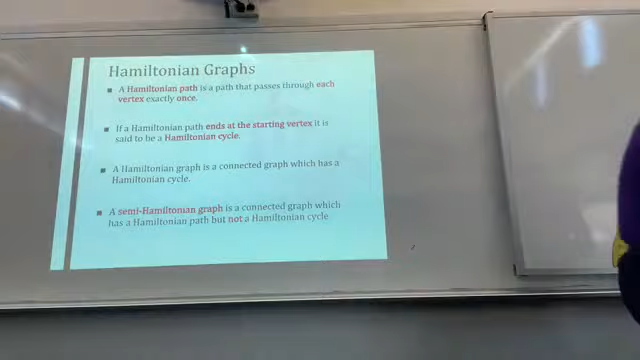 Hamiltonian Graphs
A Hamiltonian path is a path that passes through each
vertex exactly once.
If a Hamiltonian path ends at the starting vertex it is
said to be a Hamiltonian cycle.
A Hamiltonian graph is a connected graph which has a
Hamiltonian cycle.
A semi-Hamiltonian graph is a connected graph which
has a Hamiltonian path but not a Hamiltonian cycle